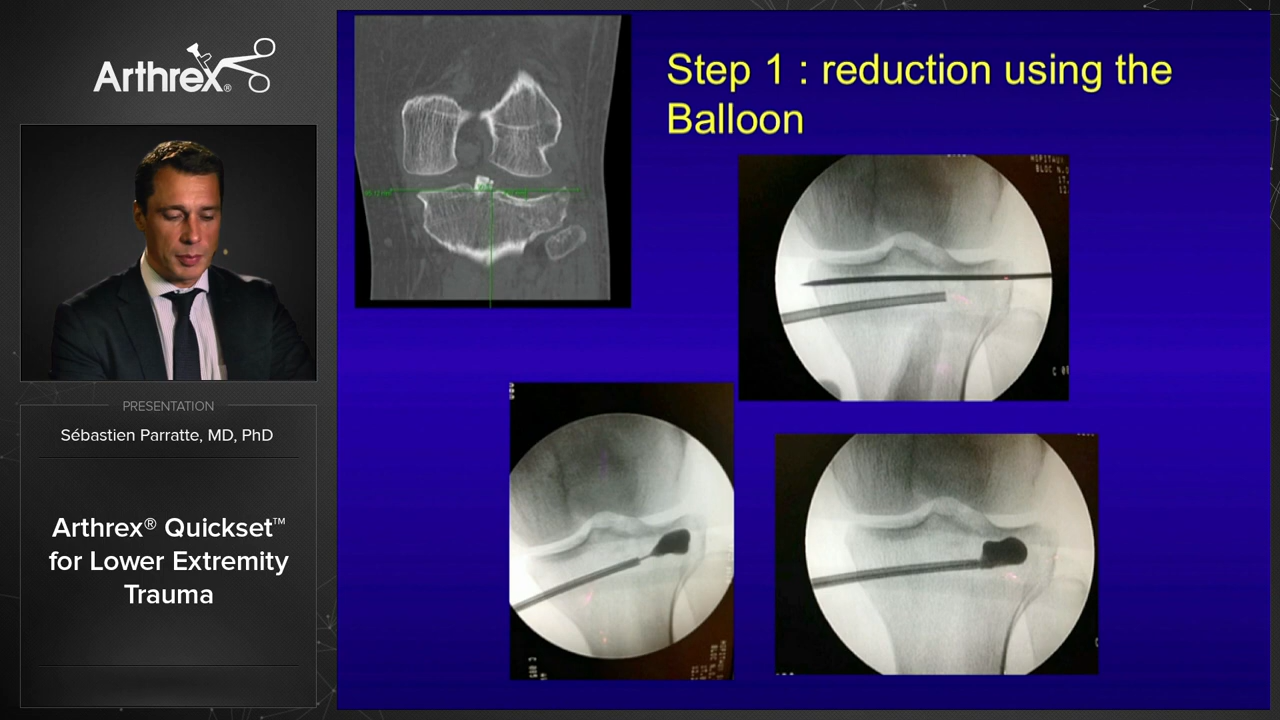 Arthrex®
PRESENTATION
Sébastien Parratte, MD, PhD
Arthrex® Quickset™
for Lower Extremity
Trauma
Step 1 : reduction using the
Balloon